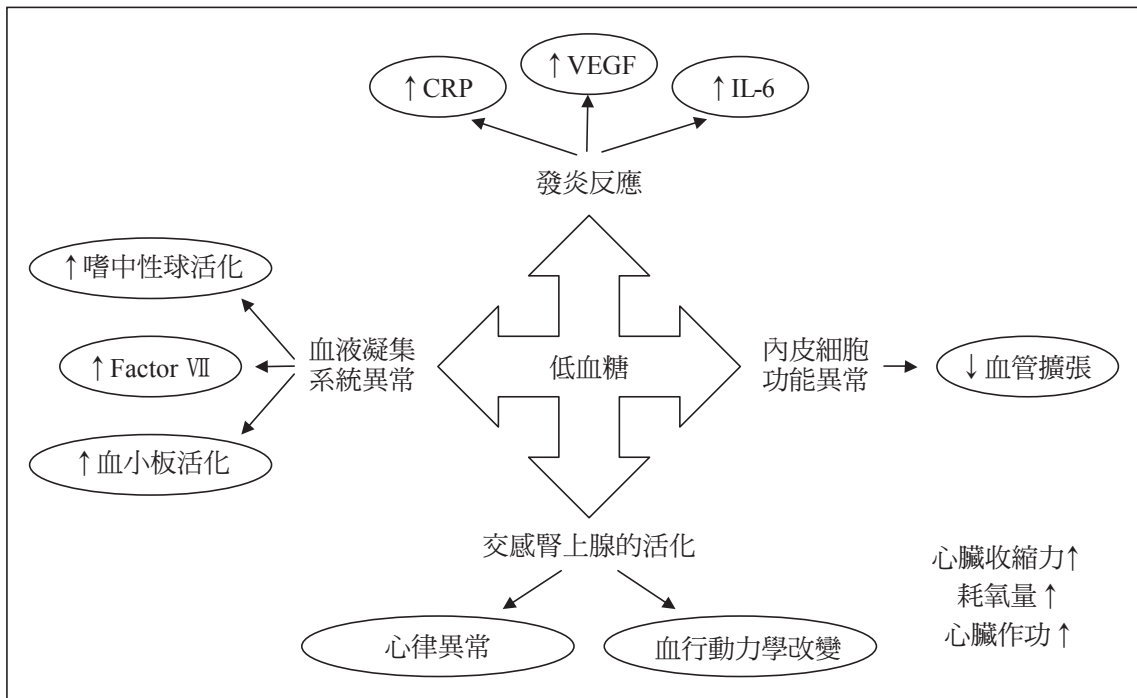 ↑CRP
↑VEGF
↑IL-6
發炎反應
↑嗜中性球活化
↑Factor Ⅶ
↑血小板活化
血液凝集
系統異常
低血糖
內皮細胞
功能異常
↓血管擴張
交感腎上腺的活化
心律異常
血行動力學改變
心臟收縮力↑
耗氧量↑
心臟作功↑